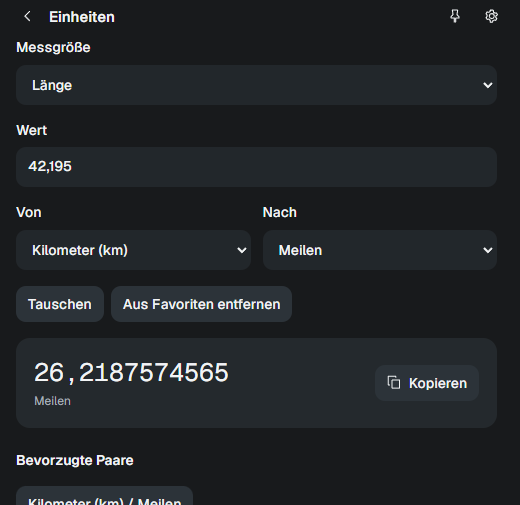 Einheiten
Messgröße
Länge
Wert
42,195
Von Nach
Kilometer (km) Meilen
Tauschen Aus Favoriten entfernen
26,2187574565
Meilen
Kopieren
Bevorzugte Paare
Kilometer (km) / Meilen